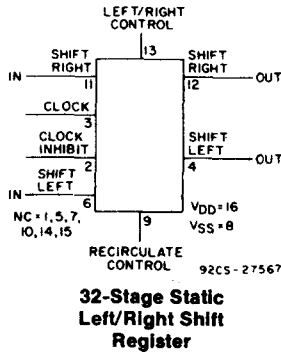 LEFT/RIGHT
CONTROL
13
SHIFT
RIGHT
IN
11
SHIFT
RIGHT
12
OUT
CLOCK
3
CLOCK
INHIBIT
2
SHIFT
LEFT
4
OUT
SHIFT
LEFT
IN
6
NC = 1, 5, 7,
10, 14, 15
9
VDD = 16
VSS = 8
RECIRCULATE
CONTROL
92CS-27567
32-Stage Static
Left/Right Shift
Register